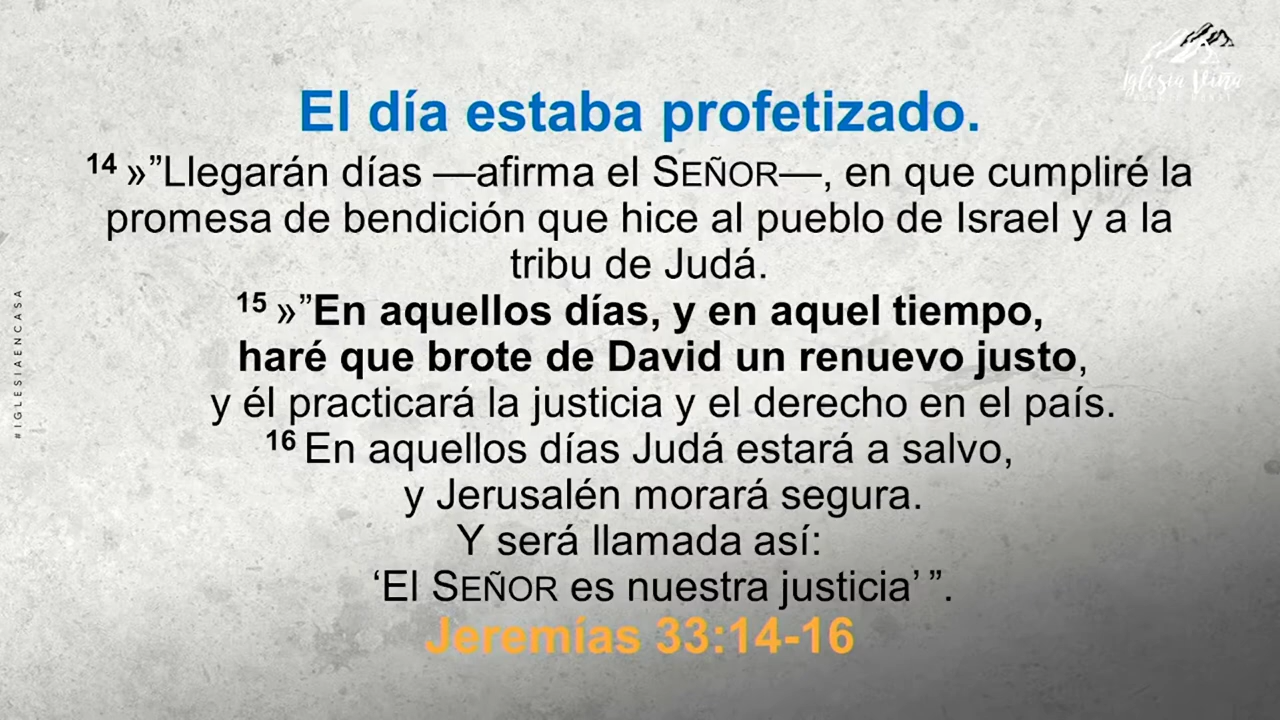 Iglesia Viña
El día estaba profetizado.
14 »”Llegarán días —afirma el SEÑOR—, en que cumpliré la
promesa de bendición que hice al pueblo de Israel y a la
tribu de Judá.
15 »”En aquellos días, y en aquel tiempo,
haré que brote de David un renuevo justo,
y él practicará la justicia y el derecho en el país.
16 En aquellos días Judá estará a salvo,
y Jerusalén morará segura.
Y será llamada así:
‘El SEÑOR es nuestra justicia’ ”.
Jeremías 33:14-16
#IGLESIAENCASA